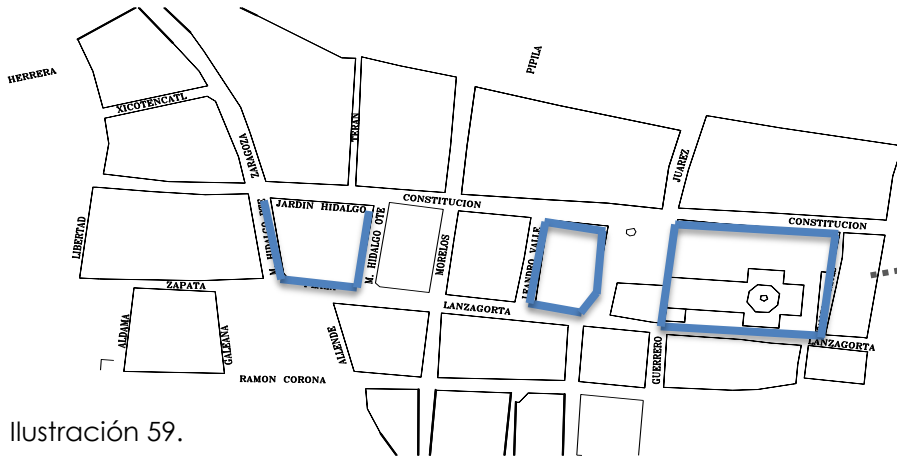 PIPILA
HERRERA
XICOTENCATL
TERAN
ZARAGOZA
JUAREZ
CONSTITUCION
JARDIN HIDALGO
M. HIDALGO OTE
CONSTITUCION
LIBERTAD
M. HIDALGO
MORELOS
LEANDRO VALLE
ZAPATA
LANZAGORTA
ALDAMA
GALEANA
ALLENDE
GUERRERO
LANZAGORTA
RAMON CORONA
Ilustración 59.